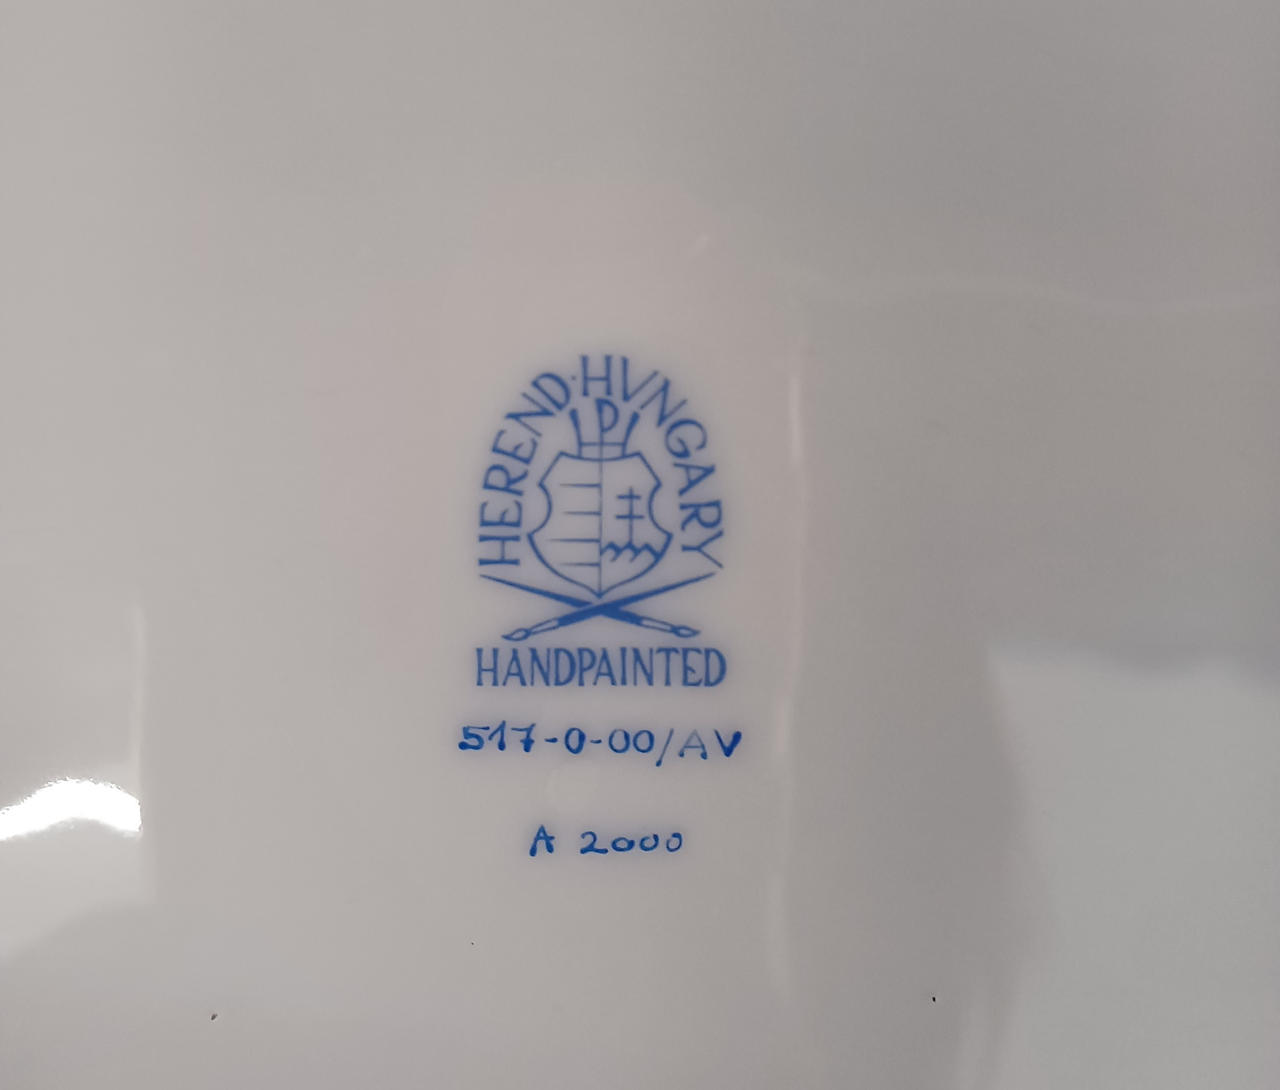 HEREND·HVNGARY
P
HANDPAINTED
517-0-00/AV
A 2000